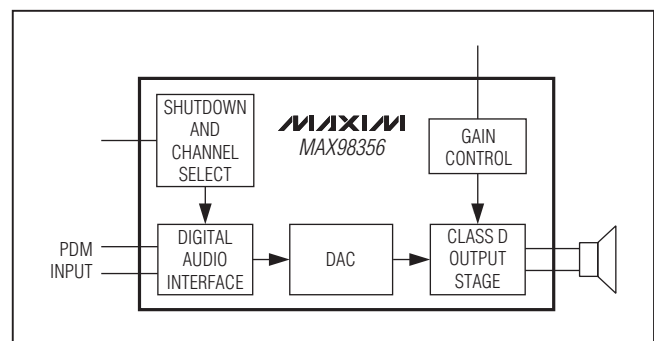 SHUTDOWN
AND
CHANNEL
SELECT
MAXIM
MAX98356
GAIN
CONTROL
PDM
INPUT
DIGITAL
AUDIO
INTERFACE
DAC
CLASS D
OUTPUT
STAGE